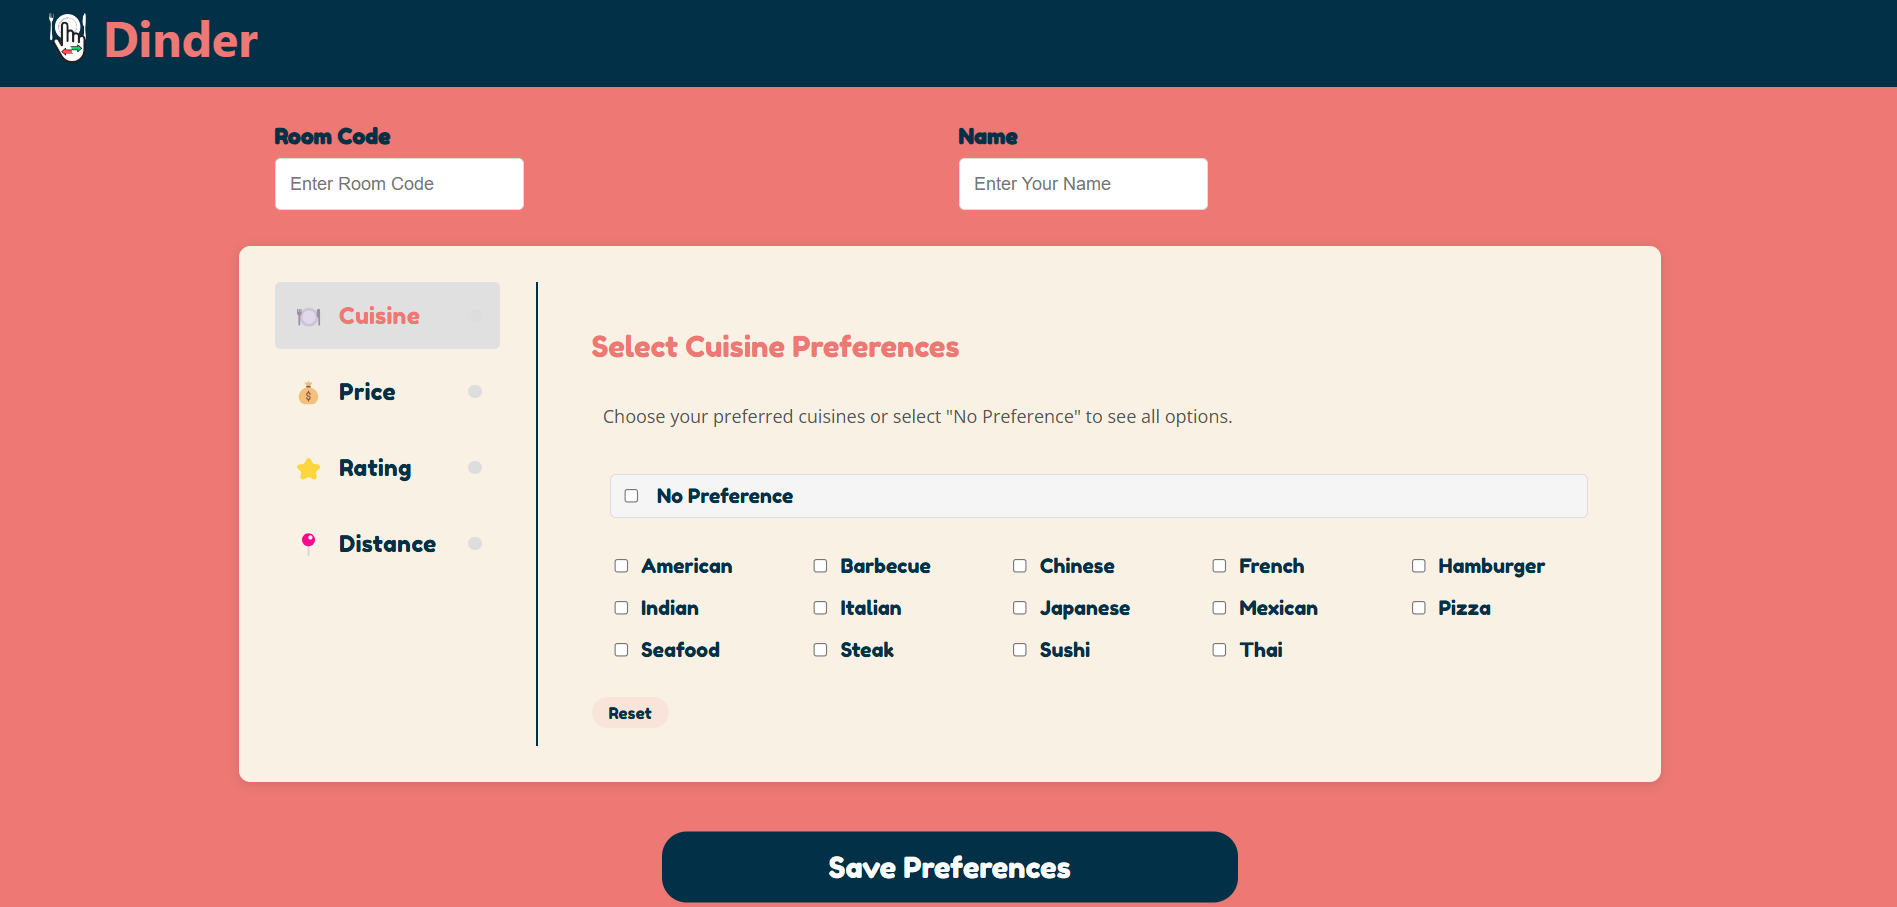 Dinder
Room Code
Name
Enter Room Code
Enter Your Name
Cuisine
Price
Rating
Distance
Select Cuisine Preferences
Choose your preferred cuisines or select "No Preference" to see all options.
No Preference
American Barbecue Chinese French Hamburger
Indian Italian Japanese Mexican Pizza
Seafood Steak Sushi Thai
Reset
Save Preferences